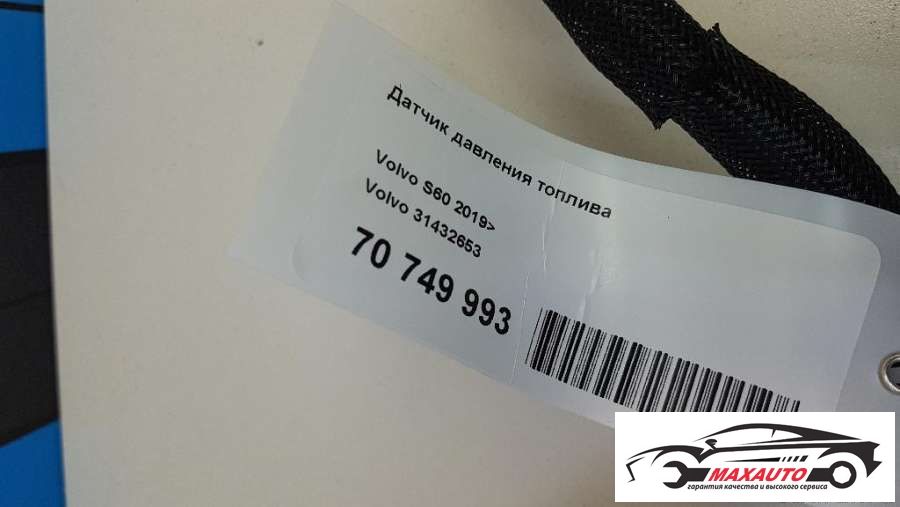 Датчик давления топлива
Volvo S60 2019>
Volvo 31432653
70 749 993
MAXAUTO
гарантия качества и высокого сервиса